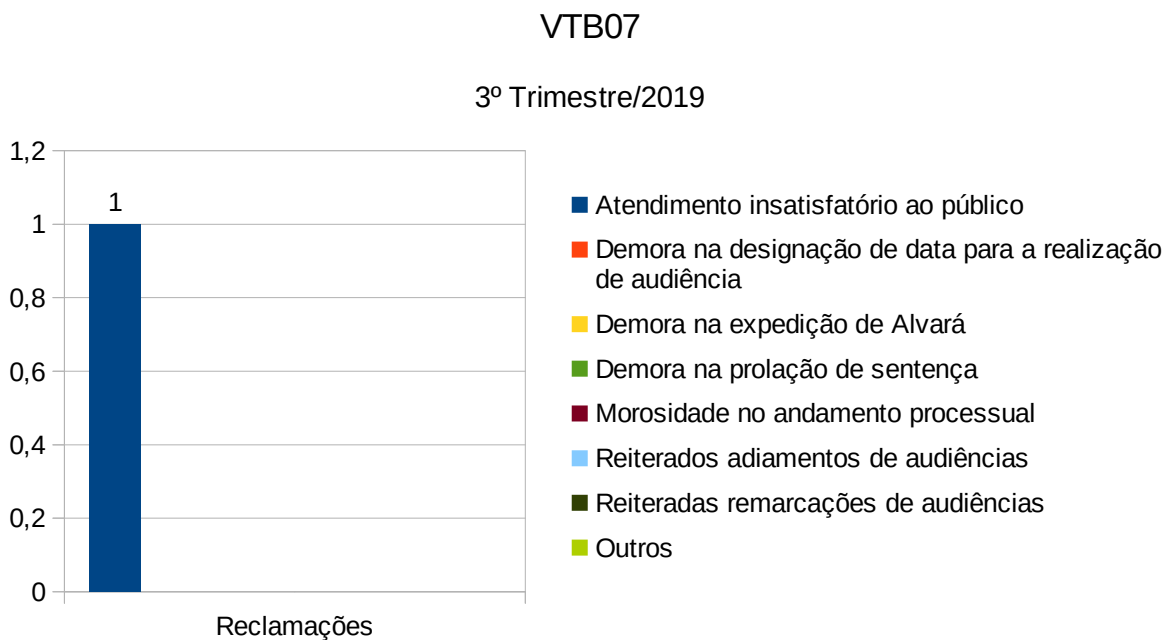 VTB07
3º Trimestre/2019
1,2
1
0,8
0,6
0,4
0,2
0
1
Reclamações
Atendimento insatisfatório ao público
Demora na designação de data para a realização
de audiência
Demora na expedição de Alvará
Demora na prolação de sentença
Morosidade no andamento processual
Reiterados adiamentos de audiências
Reiteradas remarcações de audiências
Outros